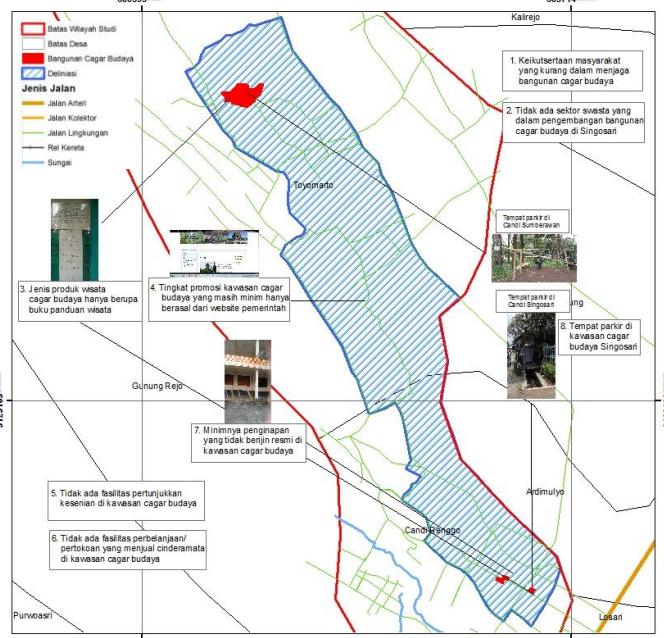 Batas Wilayah Studi
Batas Desa
Bangunan Cagar Budaya
Deliniasi
Jenis Jalan
Jalan Arteri
Jalan Kolektor
Jalan Lingkungan
Rel Kereta
Sungai
Kalirejo
1. Keikutsertaan masyarakat
yang kurang dalam menjaga
bangunan cagar budaya
2. Tidak ada sektor swasta yang
dalam pengembangan bangunan
cagar budaya di Singosari
Toyomarto
Tempat parkir di
Candi Sumberawan
3. Jenis produk wisata
cagar budaya hanya berupa
buku panduan wisata
4. Tingkat promosi kawasan cagar
budaya yang masih minim hanya
berasal dari website pemerintah
Tempat parkir di
Candi Singosari
ung
8. Tempat parkir di
kawasan cagar
budaya Singosari
Gunung Rejo
7. Minimnya penginapan
yang tidak berijin resmi di
kawasan cagar budaya
5. Tidak ada fasilitas pertunjukkan
kesenian di kawasan cagar budaya
Ardimulyo
6. Tidak ada fasilitas perbelanjaan/
pertokoan yang menjual cinderamata
di kawasan cagar budaya
Candi Renggo
Purwoasri
Losari